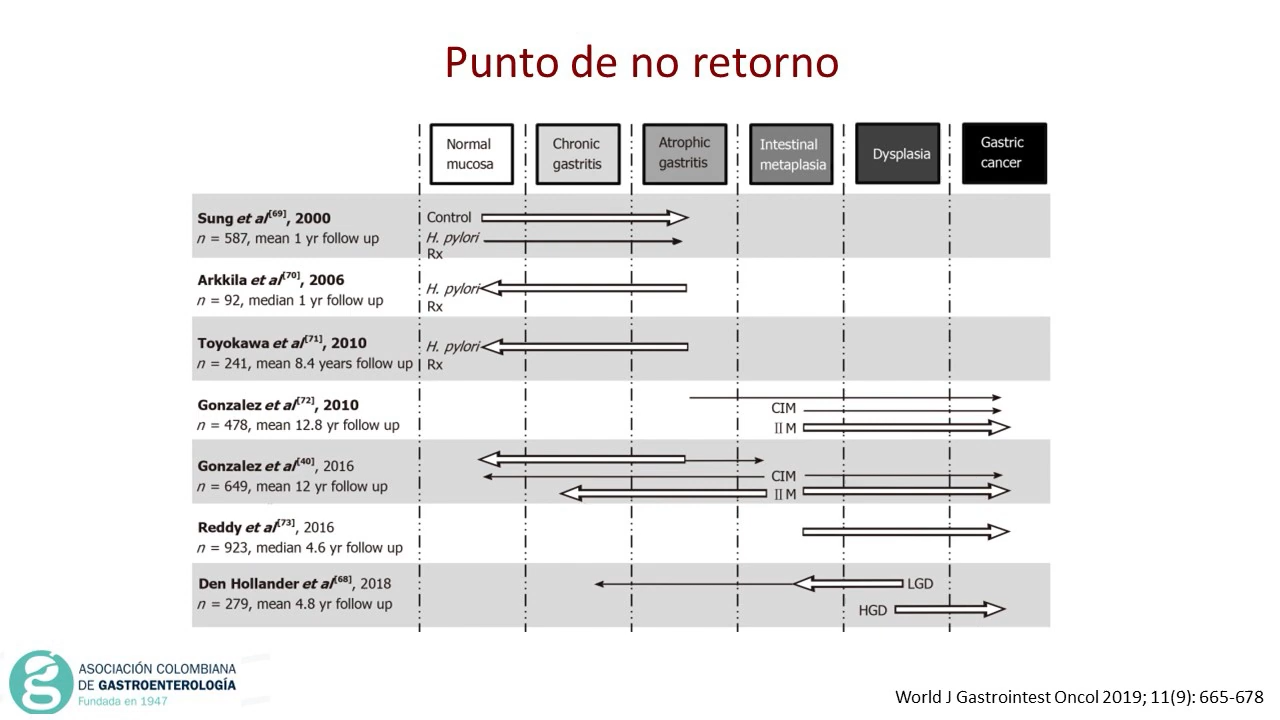 Punto de no retorno
Normal
mucosa
Chronic
gastritis
Atrophic
gastritis
Intestinal
metaplasia
Dysplasia
Gastric
cancer
Sung et al[69], 2000
n = 587, mean 1 yr follow up
Control
H. pylori
Rx
Arkkila et al[70], 2006
n = 92, median 1 yr follow up
H. pylori
Rx
Toyokawa et al[71], 2010
n = 241, mean 8.4 years follow up
H. pylori
Rx
Gonzalez et al[72], 2010
n = 478, mean 12.8 yr follow up
CIM
IIM
Gonzalez et al[40], 2016
n = 649, mean 12 yr follow up
CIM
IIM
Reddy et al[73], 2016
n = 923, median 4.6 yr follow up
Den Hollander et al[68], 2018
n = 279, mean 4.8 yr follow up
LGD
HGD
ASOCIACIÓN COLOMBIANA
DE GASTROENTEROLOGÍA
Fundada en 1947
World J Gastrointest Oncol 2019; 11(9): 665-678